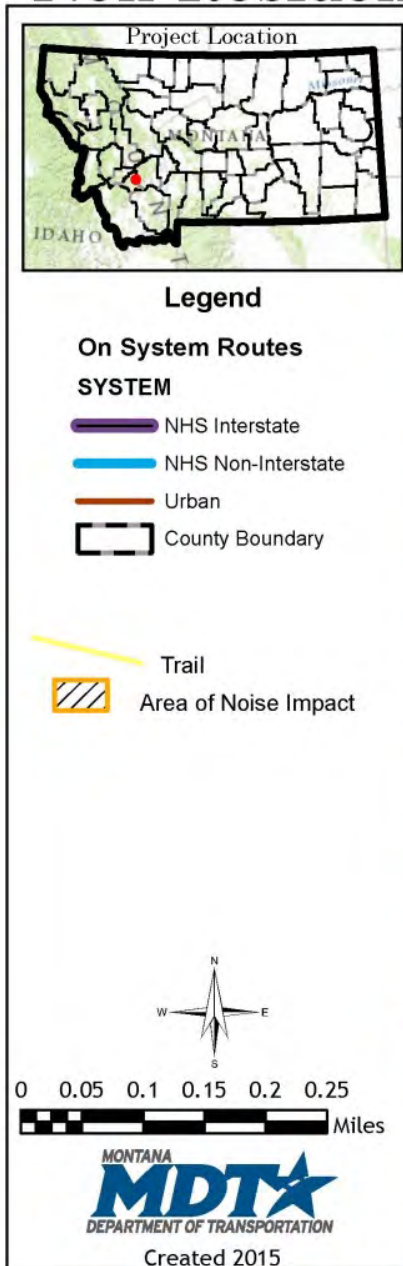 Project Location
Missouri
MONTANA
IDAHO
Legend
On System Routes
SYSTEM
NHS Interstate
NHS Non-Interstate
Urban
County Boundary
Trail
Area of Noise Impact
N
W E
S
0 0.05 0.1 0.15 0.2 0.25
Miles
MONTANA
MDT
DEPARTMENT OF TRANSPORTATION
Created 2015